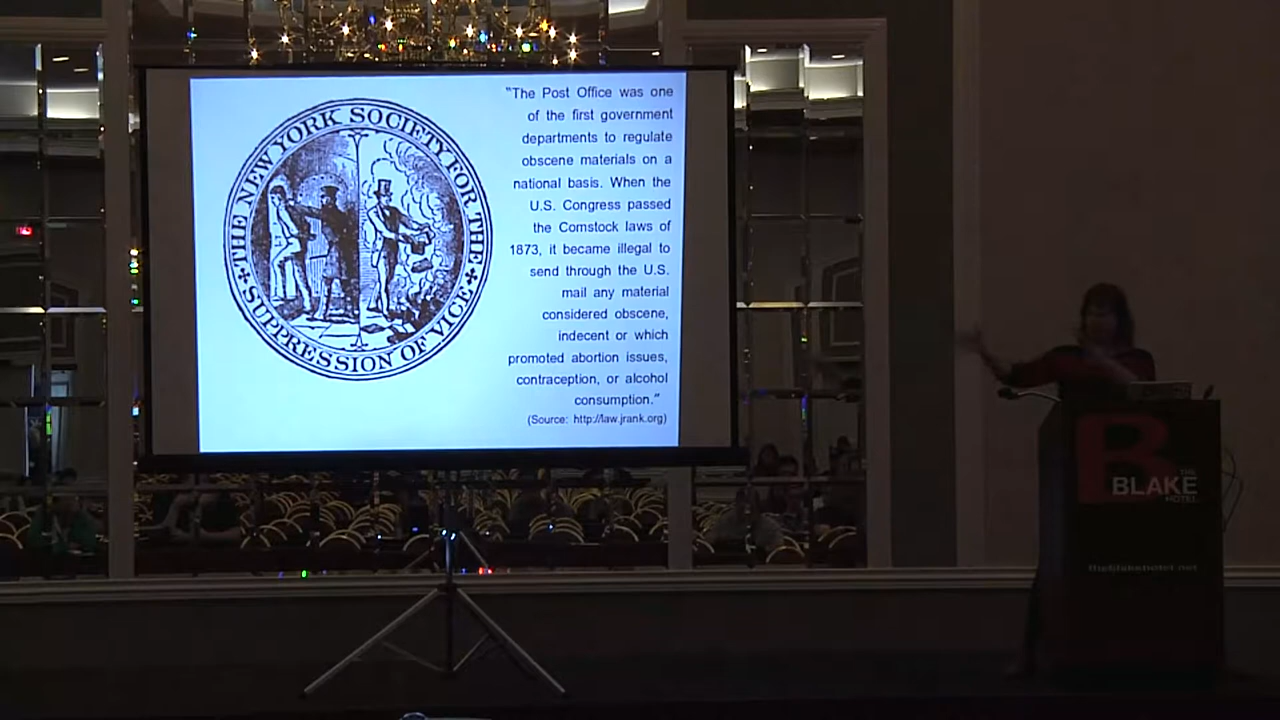 THE NEW YORK SOCIETY FOR THE
SUPPRESSION OF VICE
"The Post Office was one
of the first government
departments to regulate
obscene materials on a
national basis. When the
U.S. Congress passed
the Comstock laws of
1873, it became illegal to
send through the U.S.
mail any material
considered obscene,
indecent or which
promoted abortion issues,
contraception, or alcohol
consumption."
(Source: http://law.jrank.org)
B
THE
BLAKE
HOTEL
theblakehotel.net